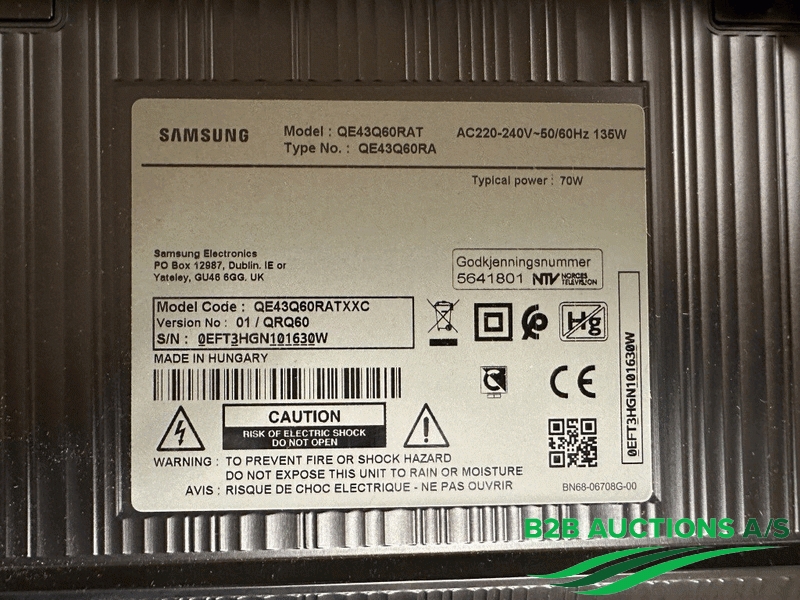 SAMSUNG
Model : QE43Q60RAT
Type No. : QE43Q60RA
AC220-240V~50/60Hz 135W
Typical power : 70W
Samsung Electronics
PO Box 12987, Dublin. IE or
Yateley, GU46 6GG. UK
Godkjenningsnummer
5641801 NTV NORGES TELEVISJON
Model Code : QE43Q60RATXXC
Version No : 01 / QRQ60
S/N : 0EFT3HGN101630W
MADE IN HUNGARY
Hg
CE
0EFT3HGN101630W
CAUTION
RISK OF ELECTRIC SHOCK
DO NOT OPEN
WARNING : TO PREVENT FIRE OR SHOCK HAZARD
DO NOT EXPOSE THIS UNIT TO RAIN OR MOISTURE
AVIS : RISQUE DE CHOC ELECTRIQUE - NE PAS OUVRIR
BN68-06708G-00
B2B AUCTIONS A/S